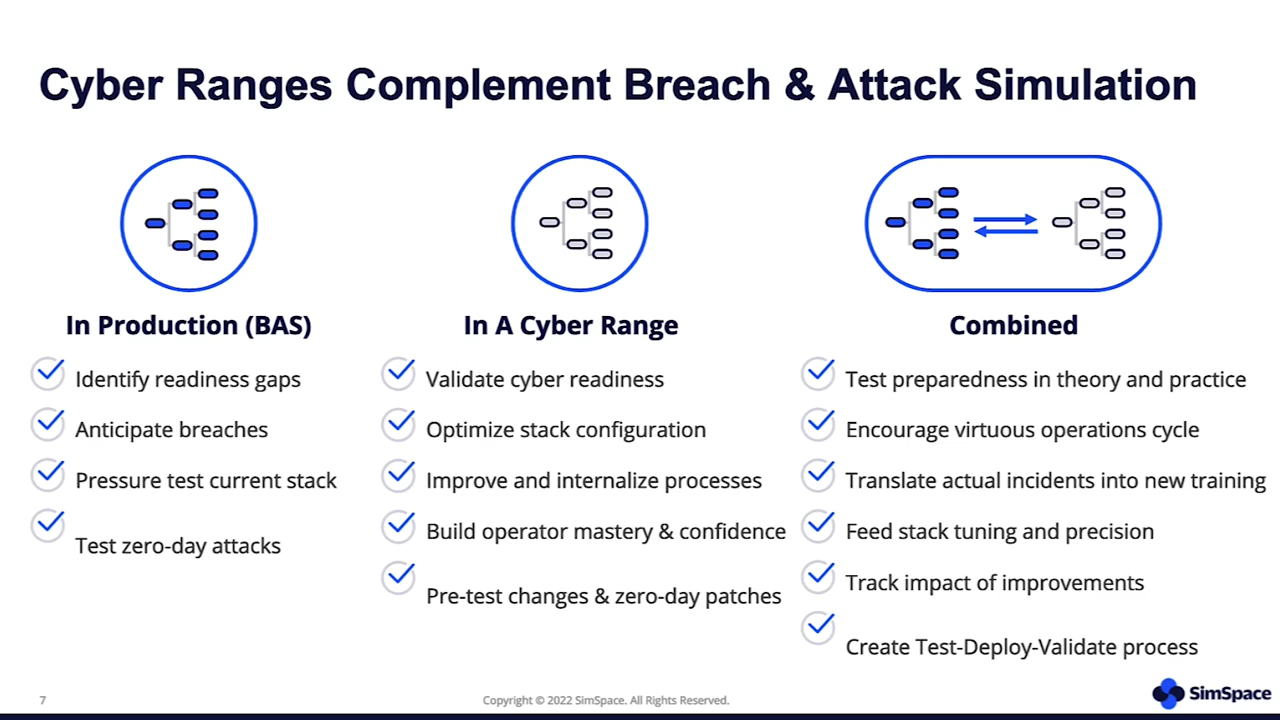 Cyber Ranges Complement Breach & Attack Simulation
In Production (BAS)
Identify readiness gaps
Anticipate breaches
Pressure test current stack
Test zero-day attacks
In A Cyber Range
Validate cyber readiness
Optimize stack configuration
Improve and internalize processes
Build operator mastery & confidence
Pre-test changes & zero-day patches
Combined
Test preparedness in theory and practice
Encourage virtuous operations cycle
Translate actual incidents into new training
Feed stack tuning and precision
Track impact of improvements
Create Test-Deploy-Validate process
7
Copyright © 2022 SimSpace. All Rights Reserved.
SimSpace